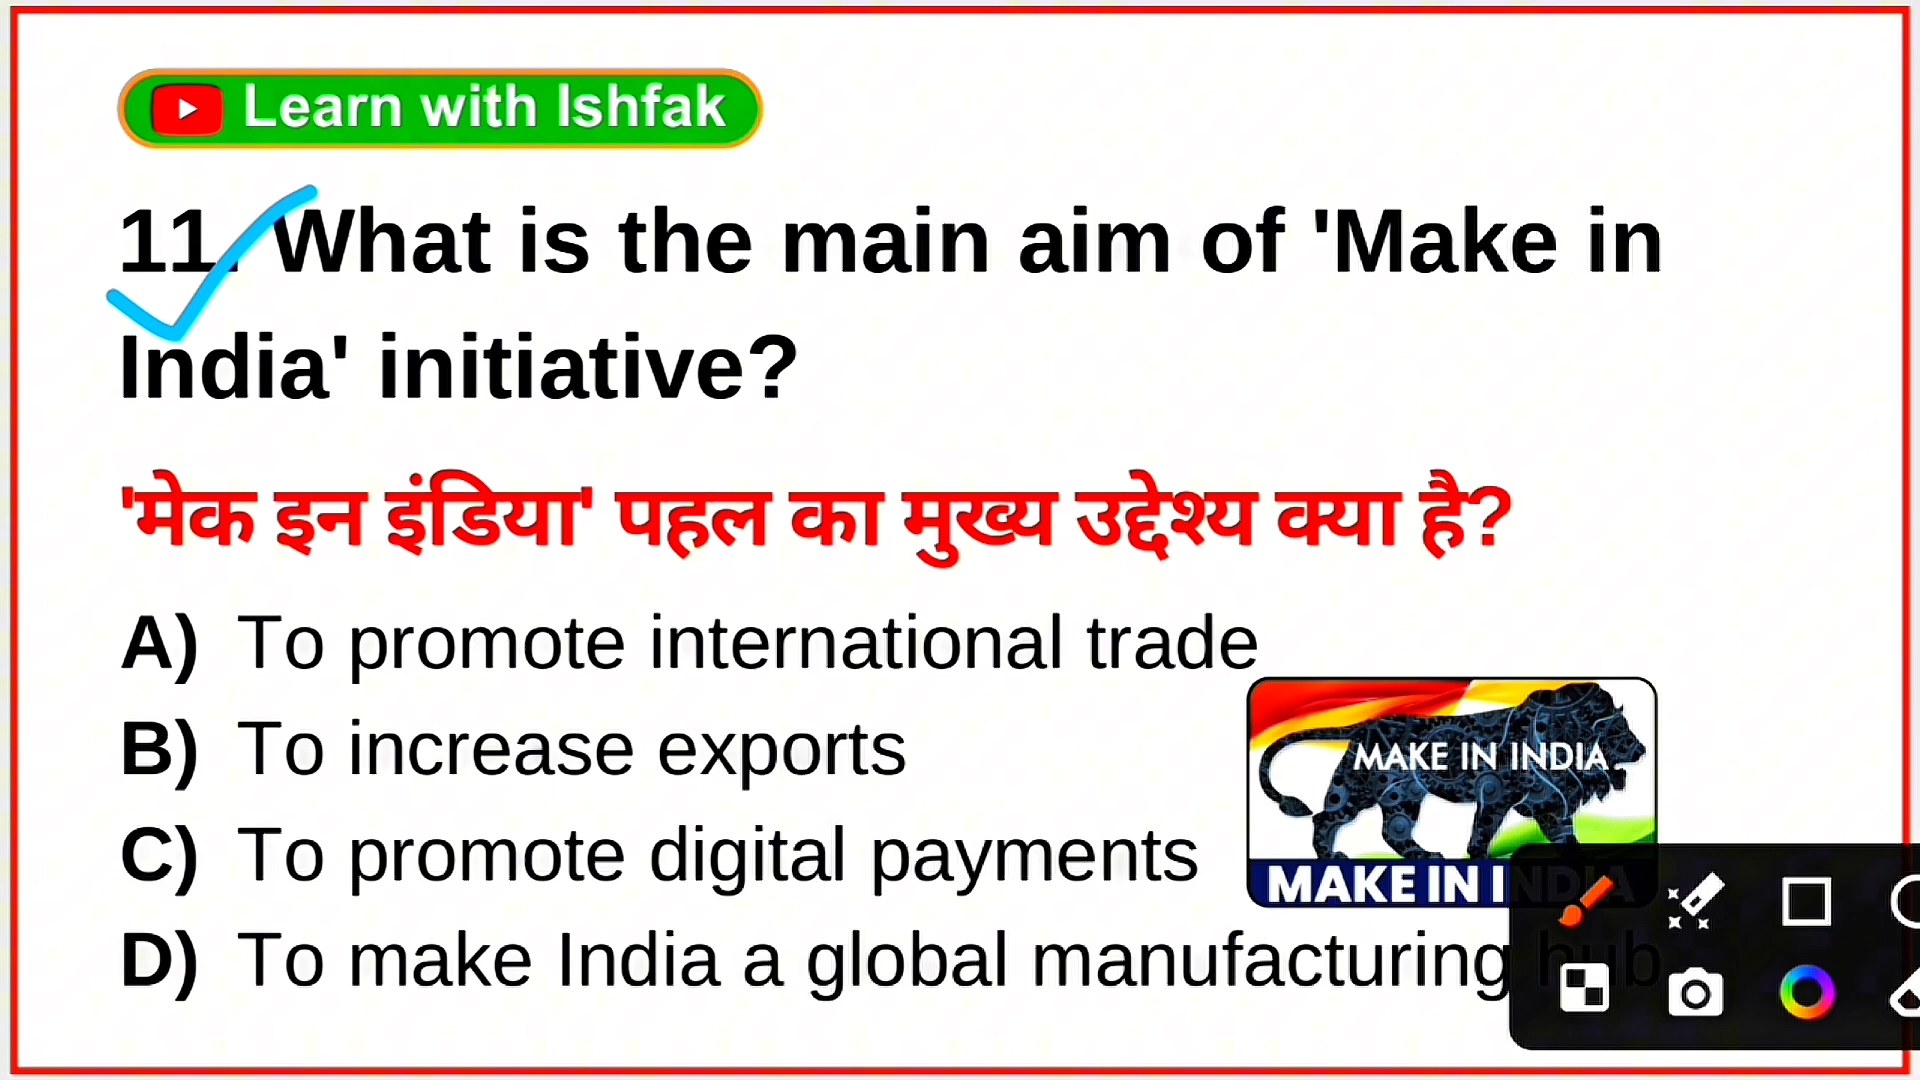 Learn with Ishfak
11. What is the main aim of 'Make in
India' initiative?
'मेक इन इंडिया' पहल का मुख्य उद्देश्य क्या है?
A) To promote international trade
B) To increase exports
C) To promote digital payments
D) To make India a global manufacturing hub
MAKE IN INDIA
MAKE IN INDIA